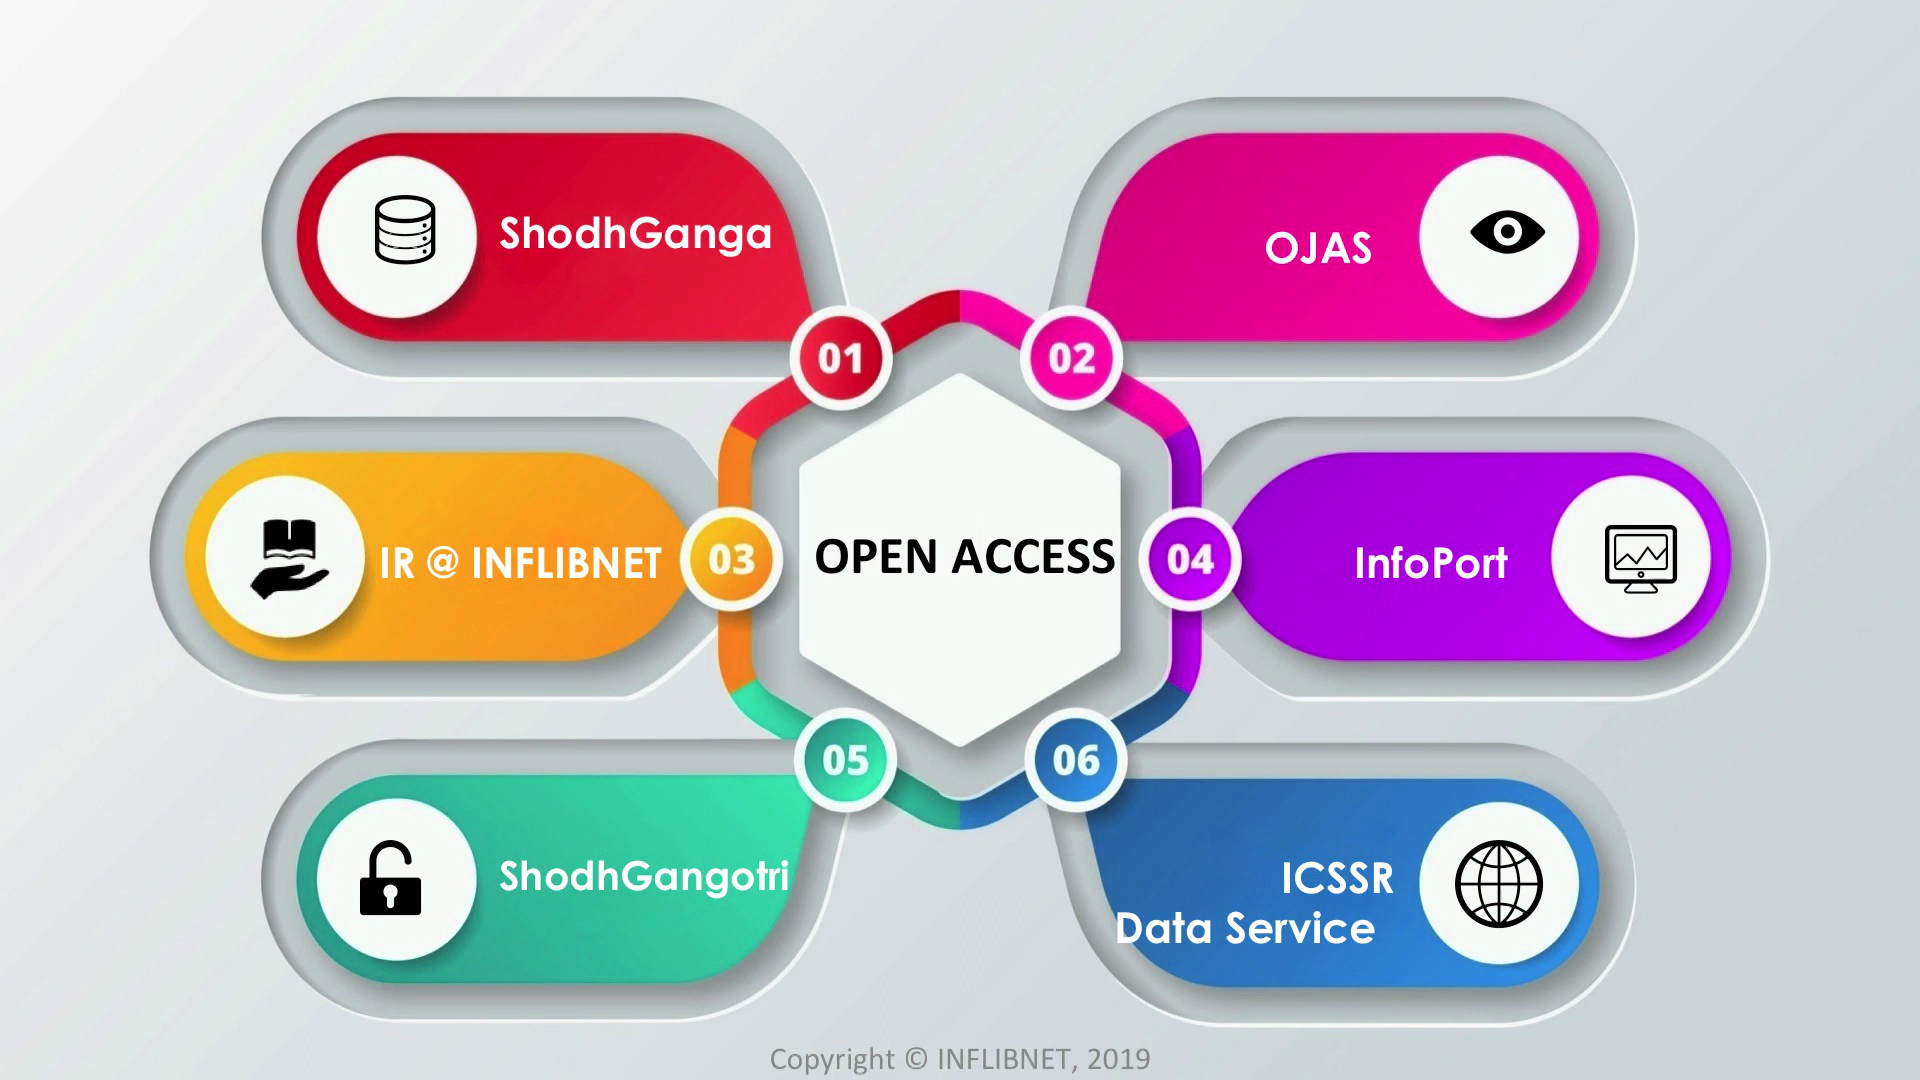 ShodhGanga
01
OJAS
02
IR @ INFLIBNET
03
OPEN ACCESS
04
InfoPort
05
ShodhGangotri
06
ICSSR
Data Service
Copyright © INFLIBNET, 2019